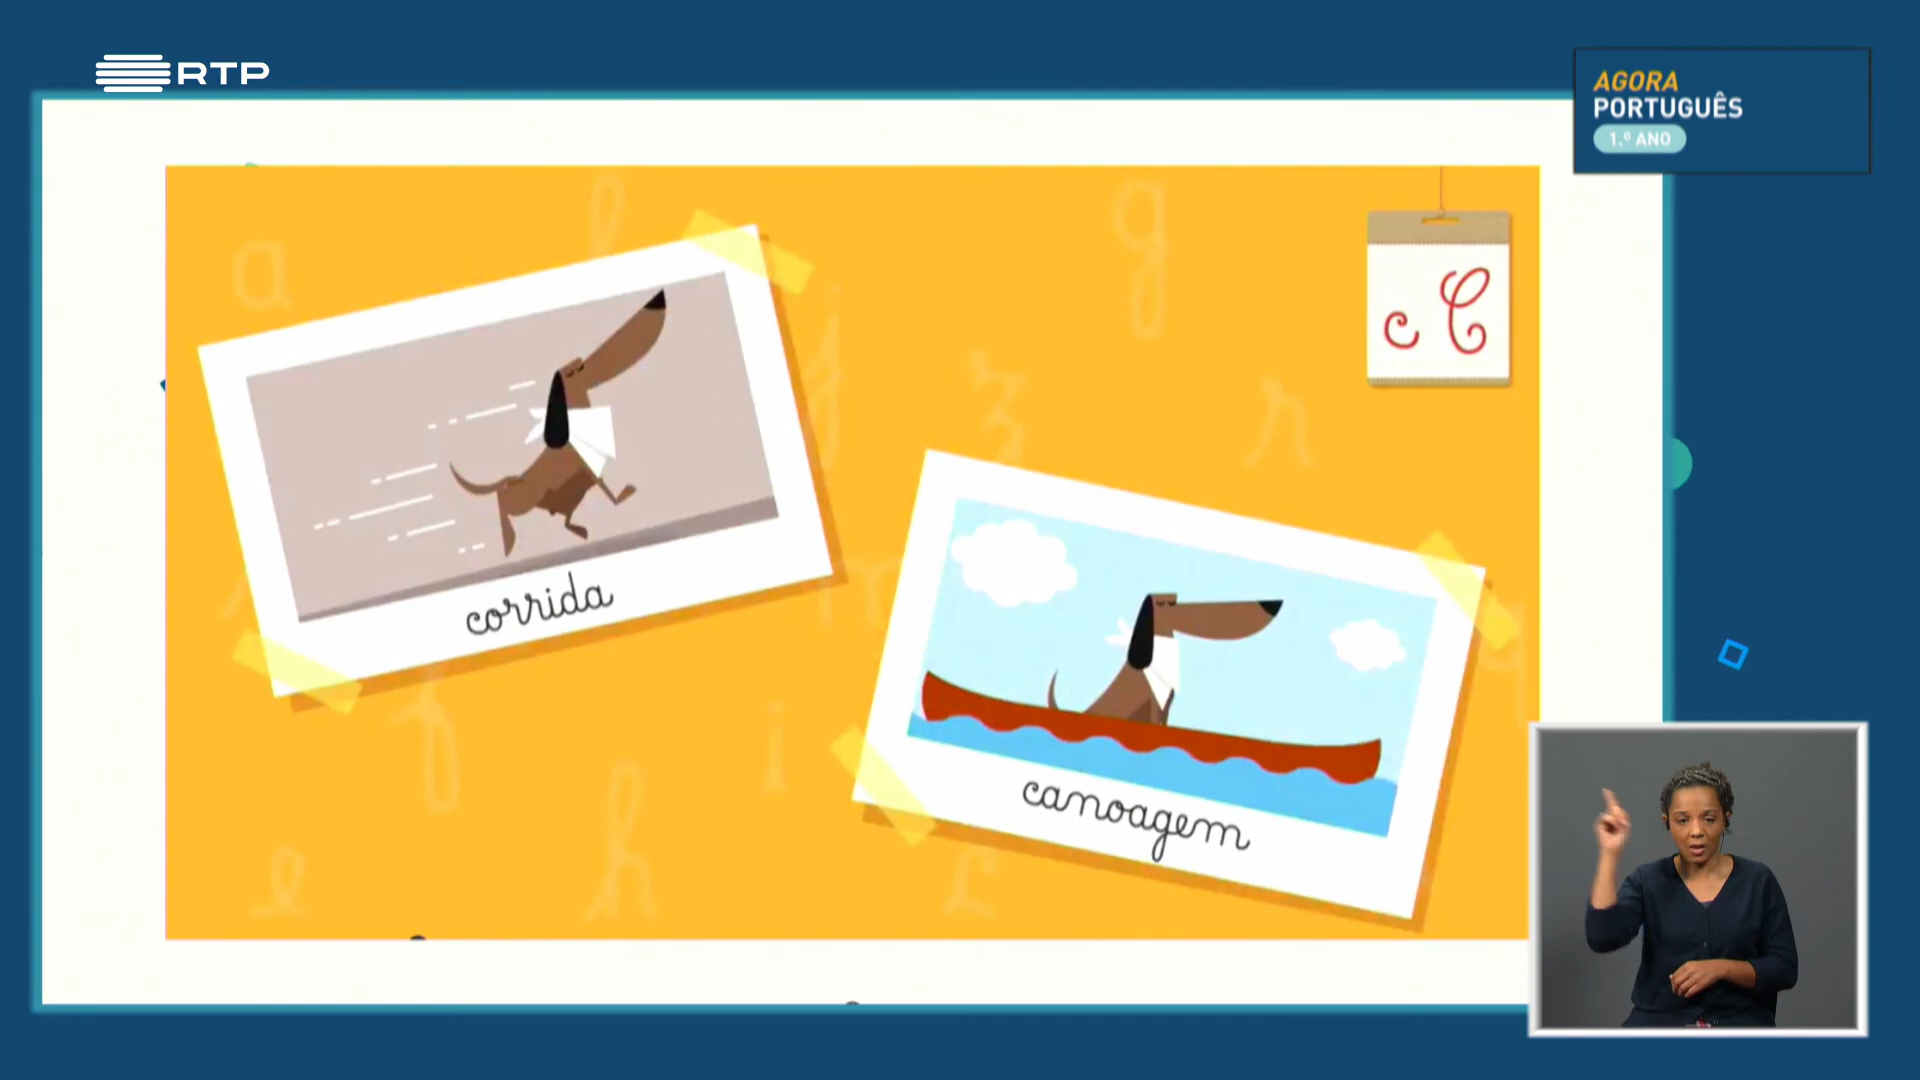 RTP
AGORA
PORTUGUÊS
1.º ANO
a
l
g
c C
j
z
r
corrida
canoagem
f
i
q
e
h
c